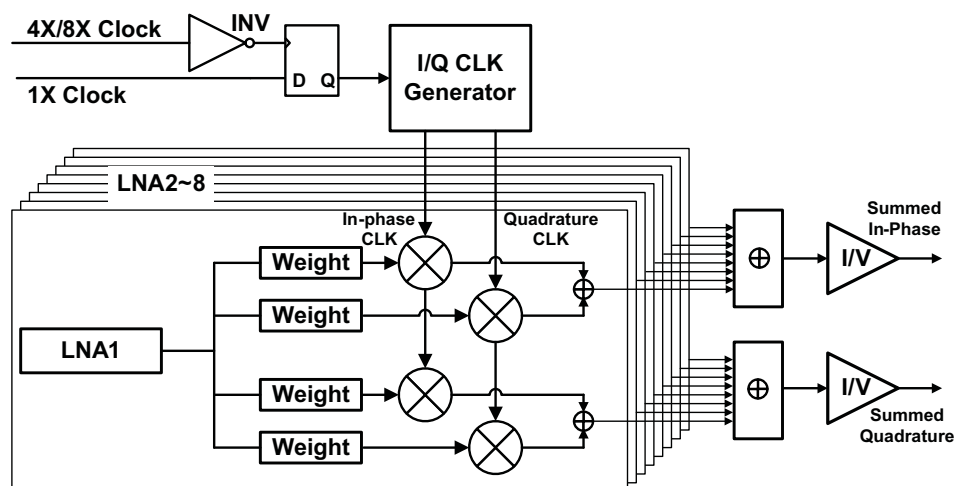 4X/8X Clock
INV
1X Clock
D Q
I/Q CLK
Generator
LNA2~8
In-phase
CLK
Quadrature
CLK
Weight
Weight
LNA1
Weight
Weight
I/V
Summed
In-Phase
I/V
Summed
Quadrature